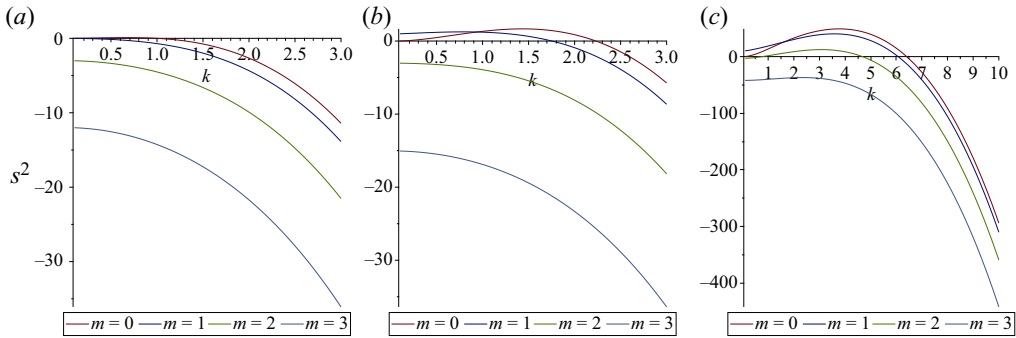 (a) (b) (c)
0 0.5 1.0 1.5 2.0 2.5 3.0
k
−10
−20
−30
s²
m = 0 m = 1 m = 2 m = 3
0 0.5 1.0 1.5 2.0 2.5 3.0
k
−10
−20
−30
m = 0 m = 1 m = 2 m = 3
0 1 2 3 4 5 6 7 8 9 10
k
−100
−200
−300
−400
m = 0 m = 1 m = 2 m = 3